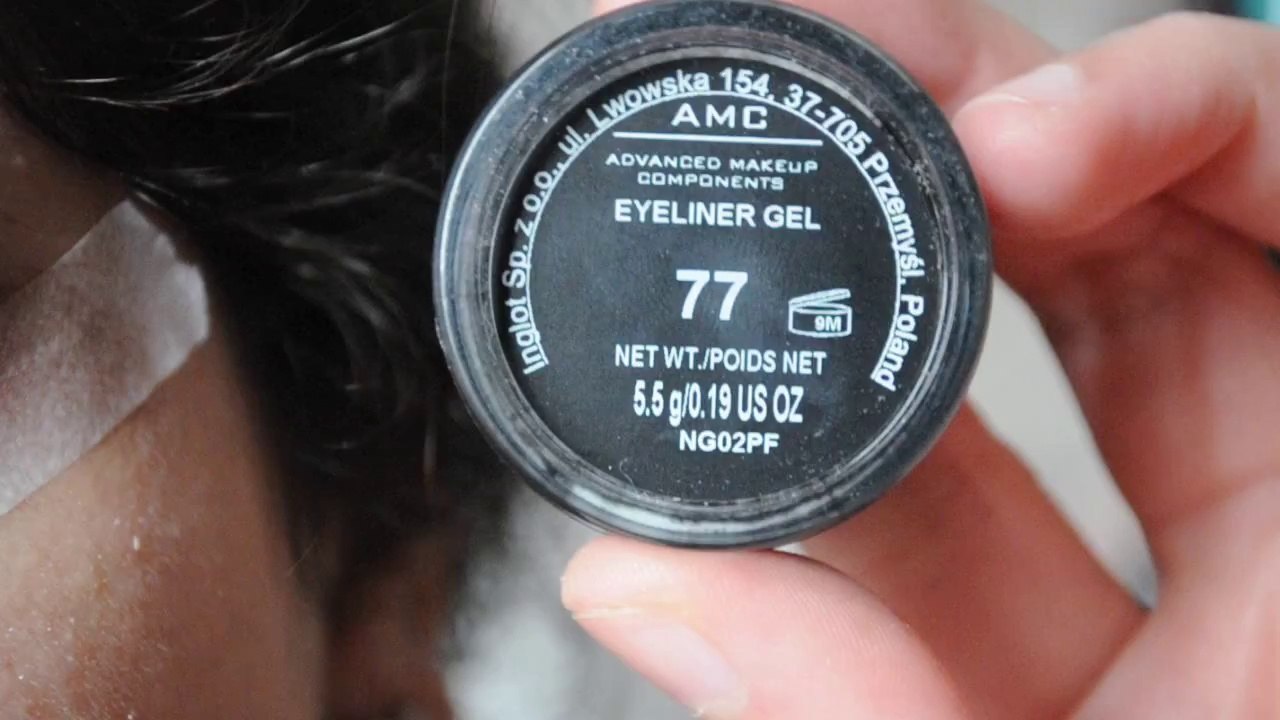 Inglot Sp. z o.o., ul. Lwowska 154, 37-705 Przemyśl, Poland
AMC
ADVANCED MAKEUP
COMPONENTS
EYELINER GEL
77
9M
NET WT./POIDS NET
5.5 g/0.19 US OZ
NG02PF